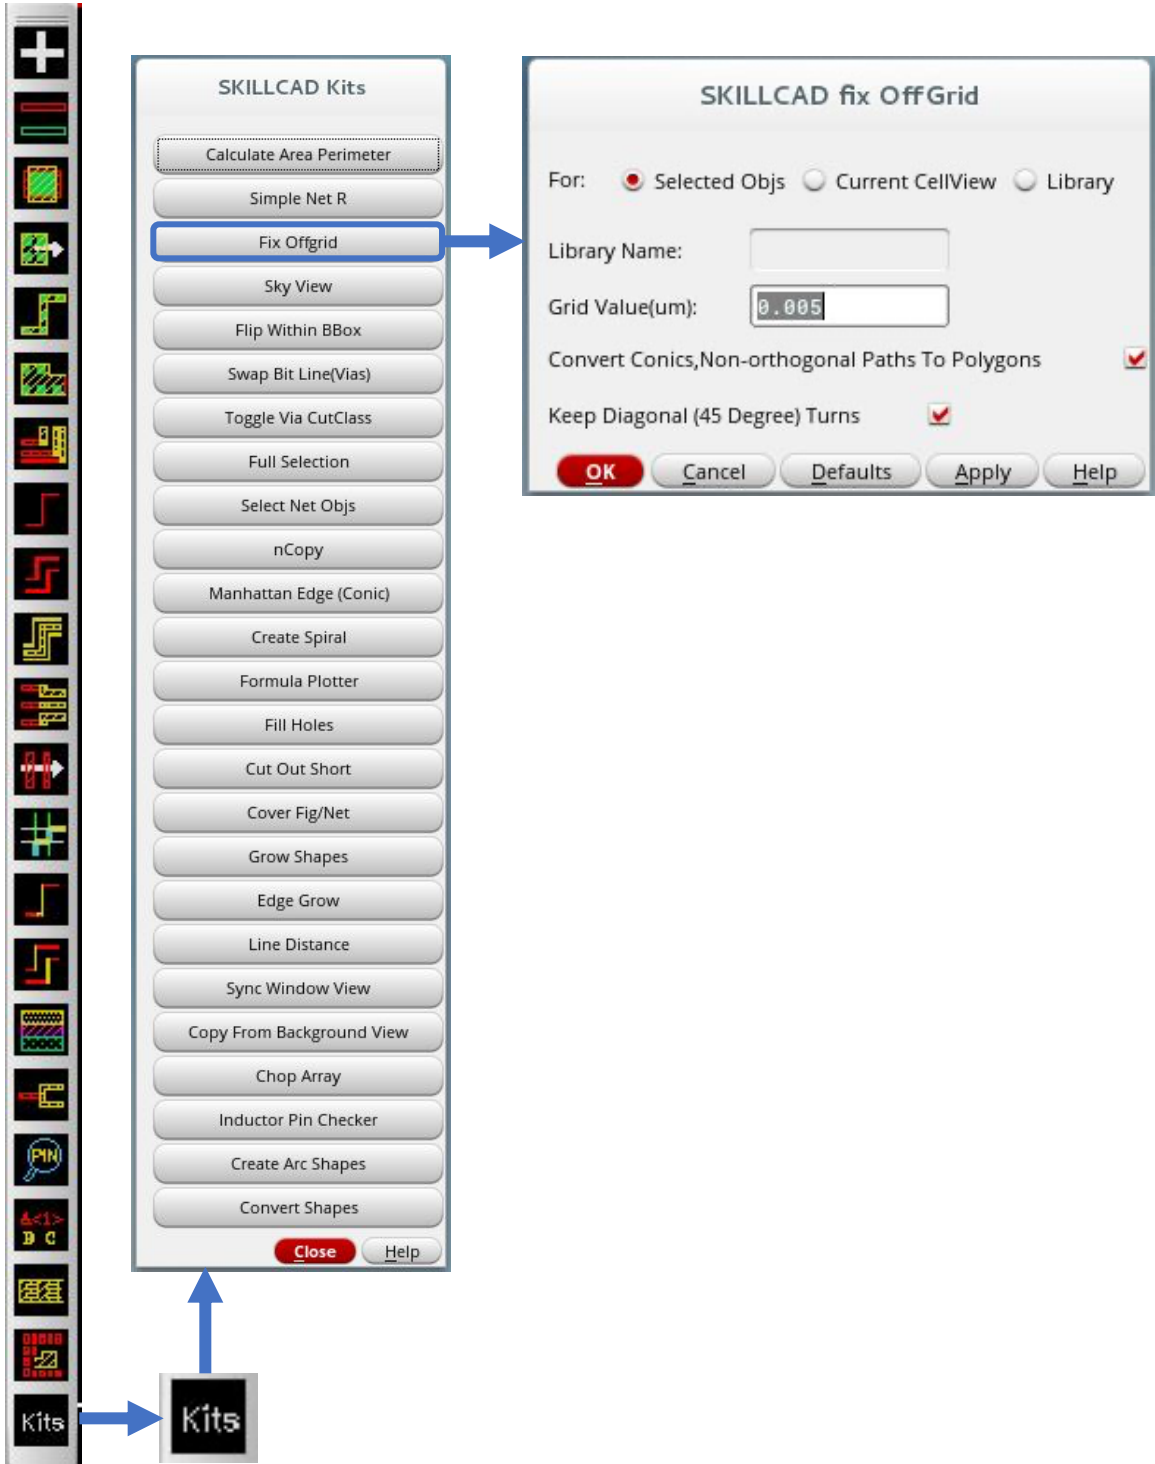 SKILLCAD Kits
Calculate Area Perimeter
Simple Net R
Fix Offgrid
Sky View
Flip Within BBox
Swap Bit Line(Vias)
Toggle Via CutClass
Full Selection
Select Net Objs
nCopy
Manhattan Edge (Conic)
Create Spiral
Formula Plotter
Fill Holes
Cut Out Short
Cover Fig/Net
Grow Shapes
Edge Grow
Line Distance
Sync Window View
Copy From Background View
Chop Array
Inductor Pin Checker
Create Arc Shapes
Convert Shapes
Close Help
SKILLCAD fix OffGrid
For: Selected Objs Current CellView Library
Library Name:
Grid Value(um): 0.005
Convert Conics,Non-orthogonal Paths To Polygons
Keep Diagonal (45 Degree) Turns
OK Cancel Defaults Apply Help
PIN
A<1>
B C
Kits
Kits